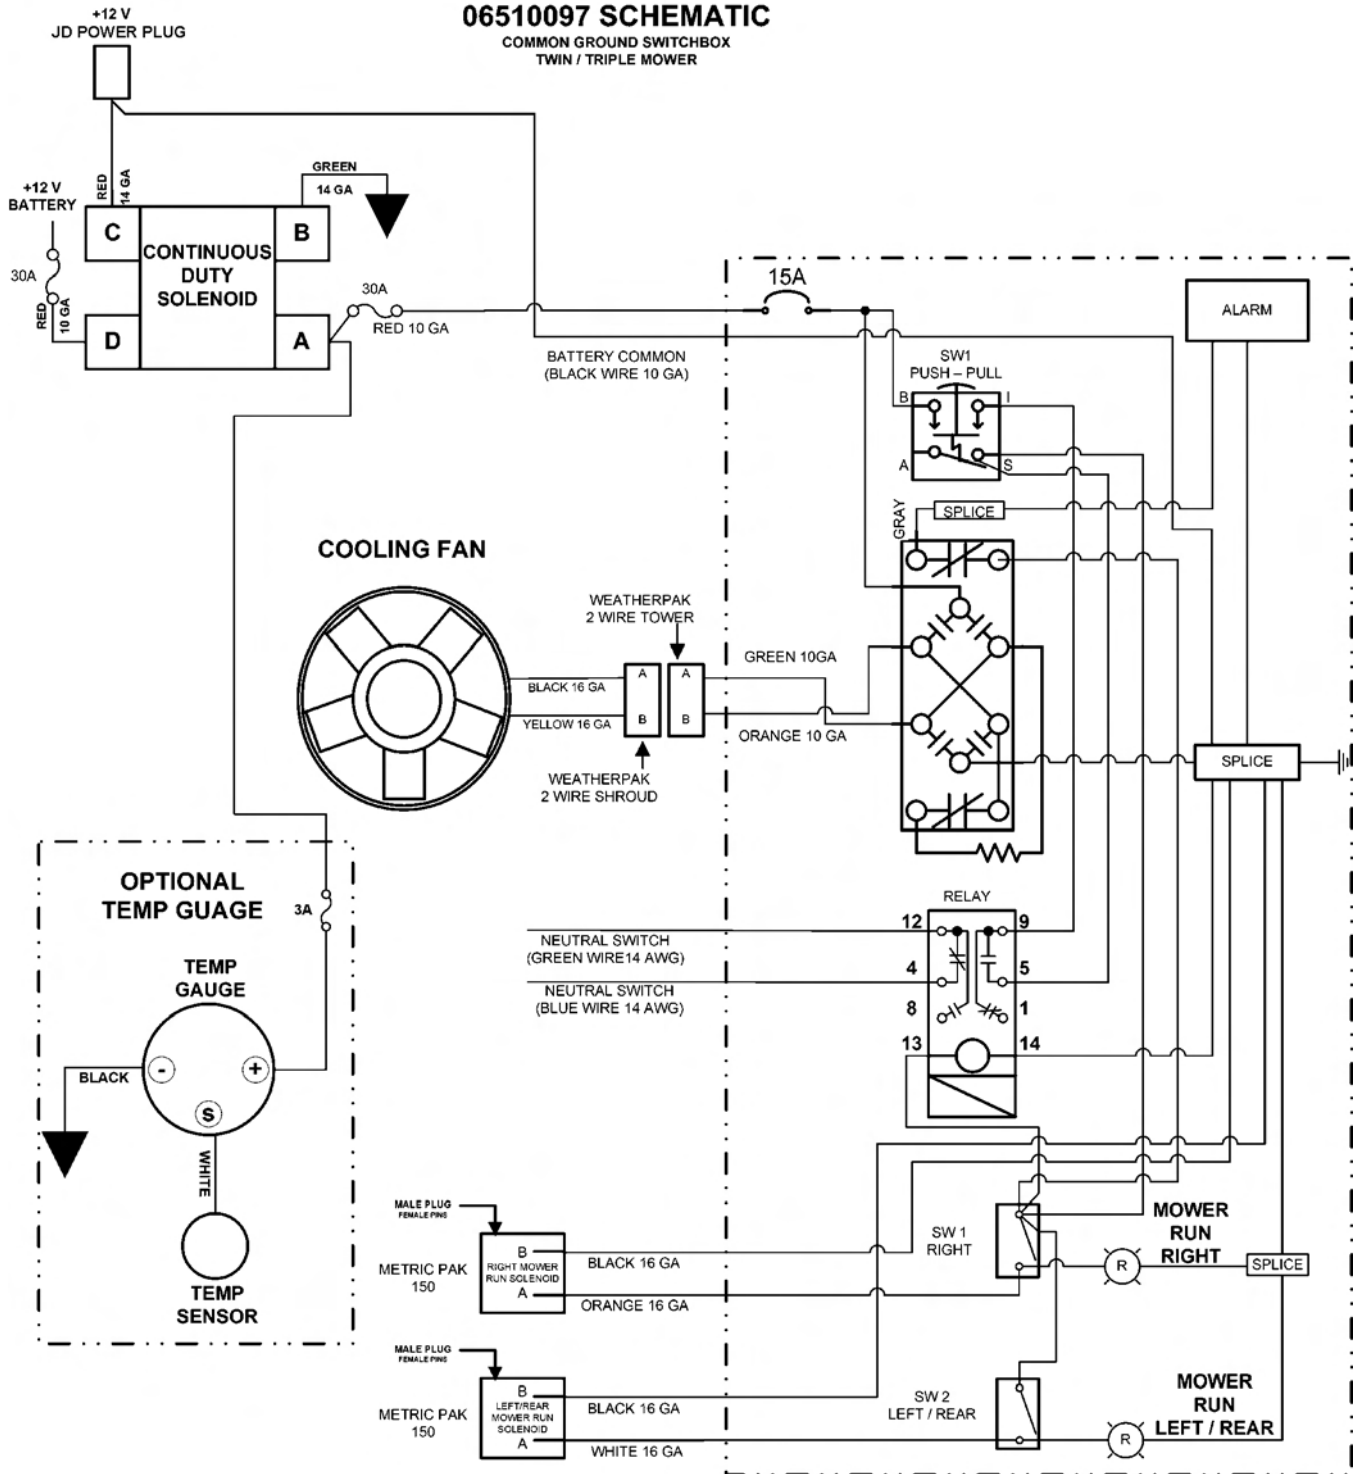 06510097 SCHEMATIC
COMMON GROUND SWITCHBOX
TWIN / TRIPLE MOWER
+12 V
JD POWER PLUG
RED
14 GA
GREEN
14 GA
+12 V
BATTERY
30A
RED
10 GA
C
B
CONTINUOUS
DUTY
SOLENOID
D
A
30A
RED 10 GA
15A
ALARM
BATTERY COMMON
(BLACK WIRE 10 GA)
SW1
PUSH – PULL
B
I
A
S
GRAY
SPLICE
COOLING FAN
WEATHERPAK
2 WIRE TOWER
BLACK 16 GA
YELLOW 16 GA
A
B
A
B
GREEN 10GA
ORANGE 10 GA
WEATHERPAK
2 WIRE SHROUD
SPLICE
OPTIONAL
TEMP GUAGE
3A
TEMP
GAUGE
-
+
S
BLACK
WHITE
TEMP
SENSOR
RELAY
12
9
NEUTRAL SWITCH
(GREEN WIRE14 AWG)
4
5
NEUTRAL SWITCH
(BLUE WIRE 14 AWG)
8
1
13
14
MALE PLUG
FEMALE PINS
METRIC PAK
150
B
RIGHT MOWER
RUN SOLENOID
A
BLACK 16 GA
ORANGE 16 GA
SW 1
RIGHT
MOWER
RUN
RIGHT
R
SPLICE
MALE PLUG
FEMALE PINS
METRIC PAK
150
B
LEFT/REAR
MOWER RUN
SOLENOID
A
BLACK 16 GA
WHITE 16 GA
SW 2
LEFT / REAR
MOWER
RUN
LEFT / REAR
R